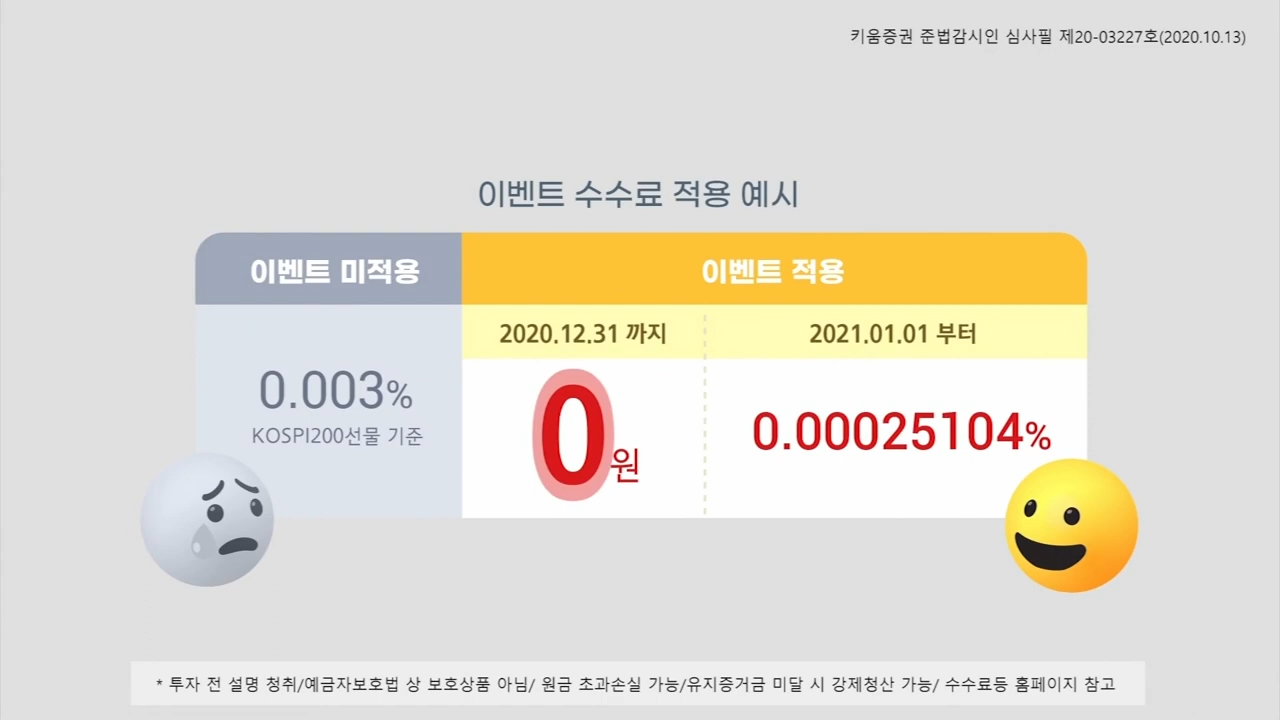 키움증권 준법감시인 심사필 제20-03227호(2020.10.13)
이벤트 수수료 적용 예시
이벤트 미적용
이벤트 적용
2020.12.31 까지
2021.01.01 부터
0.003%
KOSPI200선물 기준
0원
0.00025104%
* 투자 전 설명 청취/예금자보호법 상 보호상품 아님/ 원금 초과손실 가능/유지증거금 미달 시 강제청산 가능/ 수수료등 홈페이지 참고